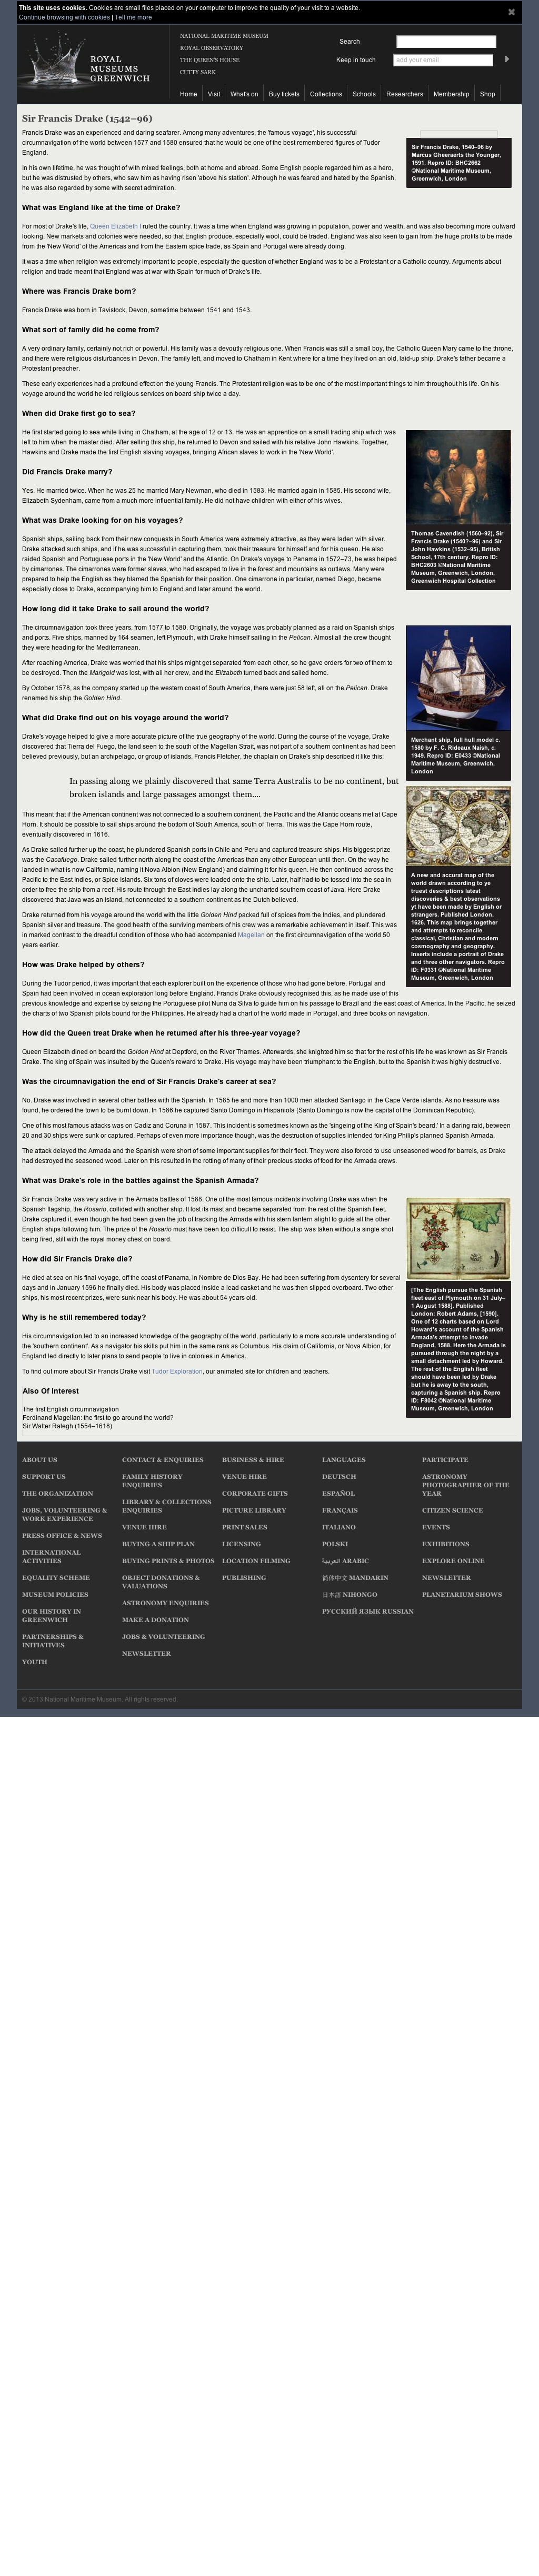 This site uses cookies. Cookies are small files placed on your computer to improve the quality of your visit to a website.
Continue browsing with cookies | Tell me more
ROYAL
MUSEUMS
GREENWICH
NATIONAL MARITIME MUSEUM
ROYAL OBSERVATORY
THE QUEEN'S HOUSE
CUTTY SARK
Search
Keep in touch
add your email
Home
Visit
What's on
Buy tickets
Collections
Schools
Researchers
Membership
Shop
Sir Francis Drake (1542–96)
Francis Drake was an experienced and daring seafarer. Among many adventures, the 'famous voyage', his successful
circumnavigation of the world between 1577 and 1580 ensured that he would be one of the best remembered figures of Tudor
England.
In his own lifetime, he was thought of with mixed feelings, both at home and abroad. Some English people regarded him as a hero,
but he was distrusted by others, who saw him as having risen 'above his station'. Although he was feared and hated by the Spanish,
he was also regarded by some with secret admiration.
Sir Francis Drake, 1540–96 by
Marcus Gheeraerts the Younger,
1591. Repro ID: BHC2662
©National Maritime Museum,
Greenwich, London
What was England like at the time of Drake?
For most of Drake's life, Queen Elizabeth I ruled the country. It was a time when England was growing in population, power and wealth, and was also becoming more outward
looking. New markets and colonies were needed, so that English produce, especially wool, could be traded. England was also keen to gain from the huge profits to be made
from the 'New World' of the Americas and from the Eastern spice trade, as Spain and Portugal were already doing.
It was a time when religion was extremely important to people, especially the question of whether England was to be a Protestant or a Catholic country. Arguments about
religion and trade meant that England was at war with Spain for much of Drake's life.
Where was Francis Drake born?
Francis Drake was born in Tavistock, Devon, sometime between 1541 and 1543.
What sort of family did he come from?
A very ordinary family, certainly not rich or powerful. His family was a devoutly religious one. When Francis was still a small boy, the Catholic Queen Mary came to the throne,
and there were religious disturbances in Devon. The family left, and moved to Chatham in Kent where for a time they lived on an old, laid-up ship. Drake's father became a
Protestant preacher.
These early experiences had a profound effect on the young Francis. The Protestant religion was to be one of the most important things to him throughout his life. On his
voyage around the world he led religious services on board ship twice a day.
When did Drake first go to sea?
He first started going to sea while living in Chatham, at the age of 12 or 13. He was an apprentice on a small trading ship which was
left to him when the master died. After selling this ship, he returned to Devon and sailed with his relative John Hawkins. Together,
Hawkins and Drake made the first English slaving voyages, bringing African slaves to work in the 'New World'.
Did Francis Drake marry?
Yes. He married twice. When he was 25 he married Mary Newman, who died in 1583. He married again in 1585. His second wife,
Elizabeth Sydenham, came from a much more influential family. He did not have children with either of his wives.
Thomas Cavendish (1560–92), Sir
Francis Drake (1540?–96) and Sir
John Hawkins (1532–95), British
School, 17th century. Repro ID:
BHC2603 ©National Maritime
Museum, Greenwich, London,
Greenwich Hospital Collection
What was Drake looking for on his voyages?
Spanish ships, sailing back from their new conquests in South America were extremely attractive, as they were laden with silver.
Drake attacked such ships, and if he was successful in capturing them, took their treasure for himself and for his queen. He also
raided Spanish and Portuguese ports in the 'New World' and the Atlantic. On Drake's voyage to Panama in 1572–73, he was helped
by cimarrones. The cimarrones were former slaves, who had escaped to live in the forest and mountains as outlaws. Many were
prepared to help the English as they blamed the Spanish for their position. One cimarrone in particular, named Diego, became
especially close to Drake, accompanying him to England and later around the world.
How long did it take Drake to sail around the world?
The circumnavigation took three years, from 1577 to 1580. Originally, the voyage was probably planned as a raid on Spanish ships
and ports. Five ships, manned by 164 seamen, left Plymouth, with Drake himself sailing in the Pelican. Almost all the crew thought
they were heading for the Mediterranean.
After reaching America, Drake was worried that his ships might get separated from each other, so he gave orders for two of them to
be destroyed. Then the Marigold was lost, with all her crew, and the Elizabeth turned back and sailed home.
By October 1578, as the company started up the western coast of South America, there were just 58 left, all on the Pelican. Drake
renamed his ship the Golden Hind.
Merchant ship, full hull model c.
1580 by F. C. Rideaux Naish, c.
1949. Repro ID: E0433 ©National
Maritime Museum, Greenwich,
London
What did Drake find out on his voyage around the world?
Drake's voyage helped to give a more accurate picture of the true geography of the world. During the course of the voyage, Drake
discovered that Tierra del Fuego, the land seen to the south of the Magellan Strait, was not part of a southern continent as had been
believed previously, but an archipelago, or group of islands. Francis Fletcher, the chaplain on Drake's ship described it like this:
In passing along we plainly discovered that same Terra Australis to be no continent, but
broken islands and large passages amongst them....
This meant that if the American continent was not connected to a southern continent, the Pacific and the Atlantic oceans met at Cape
Horn. It should be possible to sail ships around the bottom of South America, south of Tierra. This was the Cape Horn route,
eventually discovered in 1616.
As Drake sailed further up the coast, he plundered Spanish ports in Chile and Peru and captured treasure ships. His biggest prize
was the Cacafuego. Drake sailed further north along the coast of the Americas than any other European until then. On the way he
landed in what is now California, naming it Nova Albion (New England) and claiming it for his queen. He then continued across the
Pacific to the East Indies, or Spice Islands. Six tons of cloves were loaded onto the ship. Later, half had to be tossed into the sea in
order to free the ship from a reef. His route through the East Indies lay along the uncharted southern coast of Java. Here Drake
discovered that Java was an island, not connected to a southern continent, as had been previously believed by the Dutch.
Drake returned from his voyage around the world with the little Golden Hind packed full of spices from the Indies, and plundered
Spanish silver and treasure. The good health of the surviving members of his crew was a remarkable achievement in itself. This was
in marked contrast to the dreadful condition of those who had accompanied Magellan on the first circumnavigation of the world 50
years earlier.
A new and accurat map of the
world drawn according to ye
truest descriptions latest
discoveries & best observations
yt have been made by English or
strangers. Published London.
1626. This map brings together
and attempts to reconcile
classical, Christian and modern
cosmography and geography.
Inserts include a portrait of Drake
and three other navigators. Repro
ID: F0331 ©National Maritime
Museum, Greenwich, London
How was Drake helped by others?
During the Tudor period, it was important that each explorer built on the experience of those who had gone before. Portugal and
Spain had been involved in ocean exploration long before England. Francis Drake obviously recognised this, as he made use of this
previous knowledge and expertise by seizing the Portuguese pilot Nuna da Silva to guide him on his passage to Brazil and the east coast of America. In the Pacific, he seized
the charts of two Spanish pilots bound for the Philippines. He already had a chart of the world made in Portugal, and three books on navigation.
How did the Queen treat Drake when he returned after his three-year voyage?
Queen Elizabeth dined on board the Golden Hind at Deptford, on the River Thames. Afterwards, she knighted him so that for the rest of his life he was known as Sir Francis
Drake. The king of Spain was insulted by the Queen's reward to Drake. His voyage may have been triumphant to the English, but to the Spanish it was highly destructive.
Was the circumnavigation the end of Sir Francis Drake's career at sea?
No. Drake was involved in several other battles with the Spanish. In 1585 he and more than 1000 men attacked Santiago in the Cape Verde islands. As no treasure was
found, he ordered the town to be burnt down. In 1586 he captured Santo Domingo in Hispaniola (Santo Domingo is now the capital of the Dominican Republic).
One of his most famous attacks was on Cadiz and Coruna in 1587. This incident is sometimes known as the 'singeing of the King of Spain's beard.' In a daring raid, between
20 and 30 ships were sunk or captured. Perhaps of even more importance though, was the destruction of supplies intended for King Philip's planned Spanish Armada.
The attack delayed the Armada and the Spanish were short of some important supplies for their fleet. They were also forced to use unseasoned wood for barrels, as Drake
had destroyed the seasoned wood. Later on this resulted in the rotting of many of their precious stocks of food for the Armada crews.
What was Drake's role in the battles against the Spanish Armada?
Sir Francis Drake was very active in the Armada battles of 1588. One of the most famous incidents involving Drake was when the
Spanish flagship, the Rosario, collided with another ship. It lost its mast and became separated from the rest of the Spanish fleet.
Drake captured it, even though he had been given the job of tracking the Armada with his stern lantern alight to guide all the other
English ships following him. The prize of the Rosario must have been too difficult to resist. The ship was taken without a single shot
being fired, still with the royal money chest on board.
How did Sir Francis Drake die?
He died at sea on his final voyage, off the coast of Panama, in Nombre de Dios Bay. He had been suffering from dysentery for several
days and in January 1596 he finally died. His body was placed inside a lead casket and he was then slipped overboard. Two other
ships, his most recent prizes, were sunk near his body. He was about 54 years old.
Why is he still remembered today?
His circumnavigation led to an increased knowledge of the geography of the world, particularly to a more accurate understanding of
the 'southern continent'. As a navigator his skills put him in the same rank as Columbus. His claim of California, or Nova Albion, for
England led directly to later plans to send people to live in colonies in America.
To find out more about Sir Francis Drake visit Tudor Exploration, our animated site for children and teachers.
[The English pursue the Spanish
fleet east of Plymouth on 31 July–
1 August 1588]. Published
London: Robert Adams, [1590].
One of 12 charts based on Lord
Howard's account of the Spanish
Armada's attempt to invade
England, 1588. Here the Armada is
pursued through the night by a
small detachment led by Howard.
The rest of the English fleet
should have been led by Drake
but he is away to the south,
capturing a Spanish ship. Repro
ID: F8042 ©National Maritime
Museum, Greenwich, London
Also Of Interest
The first English circumnavigation
Ferdinand Magellan: the first to go around the world?
Sir Walter Ralegh (1554–1618)
ABOUT US
SUPPORT US
THE ORGANIZATION
JOBS, VOLUNTEERING &
WORK EXPERIENCE
PRESS OFFICE & NEWS
INTERNATIONAL
ACTIVITIES
EQUALITY SCHEME
MUSEUM POLICIES
OUR HISTORY IN
GREENWICH
PARTNERSHIPS &
INITIATIVES
YOUTH
CONTACT & ENQUIRIES
FAMILY HISTORY
ENQUIRIES
LIBRARY & COLLECTIONS
ENQUIRIES
VENUE HIRE
BUYING A SHIP PLAN
BUYING PRINTS & PHOTOS
OBJECT DONATIONS &
VALUATIONS
ASTRONOMY ENQUIRIES
MAKE A DONATION
JOBS & VOLUNTEERING
NEWSLETTER
BUSINESS & HIRE
VENUE HIRE
CORPORATE GIFTS
PICTURE LIBRARY
PRINT SALES
LICENSING
LOCATION FILMING
PUBLISHING
LANGUAGES
DEUTSCH
ESPAÑOL
FRANÇAIS
ITALIANO
POLSKI
العربية ARABIC
简体中文 MANDARIN
日本語 NIHONGO
РУССКИЙ ЯЗЫК RUSSIAN
PARTICIPATE
ASTRONOMY
PHOTOGRAPHER OF THE
YEAR
CITIZEN SCIENCE
EVENTS
EXHIBITIONS
EXPLORE ONLINE
NEWSLETTER
PLANETARIUM SHOWS
© 2013 National Maritime Museum. All rights reserved.